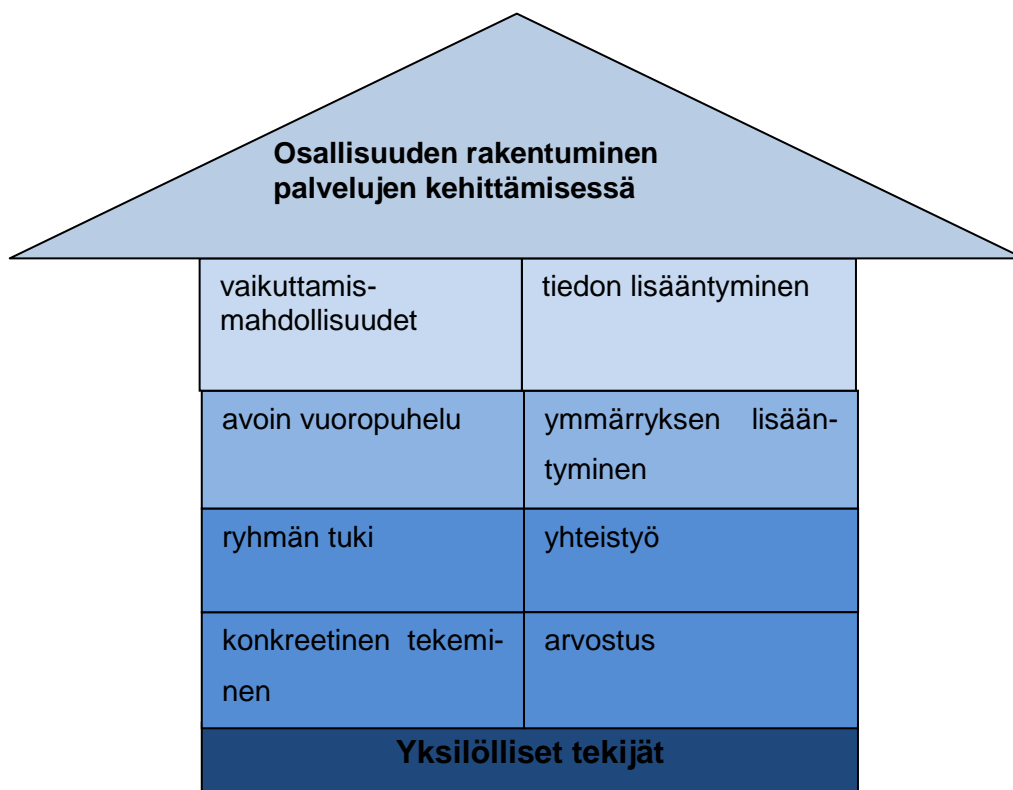 Osallisuuden rakentuminen
palvelujen kehittämisessä
vaikuttamis-
mahdollisuudet
tiedon lisääntyminen
avoin vuoropuhelu
ymmärryksen lisään-
tyminen
ryhmän tuki
yhteistyö
konkreetinen tekemi-
nen
arvostus
Yksilölliset tekijät